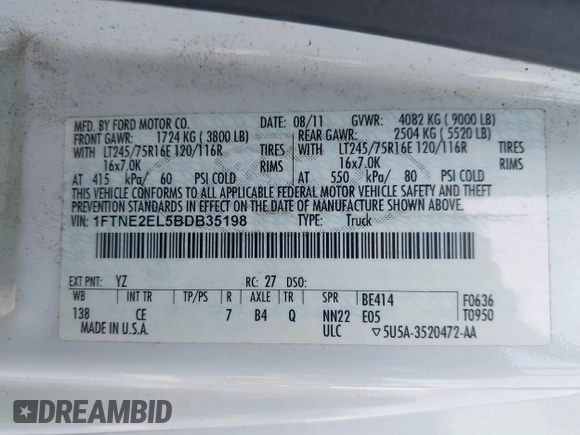 MFD. BY FORD MOTOR CO. 08/11 GVWR: 4082 KG ( 9000 LB)
FRONT GAWR: 1724 KG ( 3800 LB) REAR GAWR: 2504 KG ( 5520 LB)
WITH LT245/75R16E 120/116R TIRES WITH LT245/75R16E 120/116R TIRES
16x7.0K RIMS 16x7.0K RIMS
AT 415 kPa/ 60 PSI COLD AT 550 kPa/ 80 PSI COLD
THIS VEHICLE CONFORMS TO ALL APPLICABLE FEDERAL MOTOR VEHICLE SAFETY AND THEFT
PREVENTION STANDARDS IN EFFECT ON THE DATE OF MANUFACTURE SHOWN ABOVE.
VIN: 1FTNE2EL5BDB35198 TYPE: Truck
EXT PNT: YZ RC: 27 DSO:
WB INT TR TP/PS R AXLE TR SPR BE414 F0636
138 CE 7 B4 Q NN22 E05 T0950
MADE IN U.S.A. ULC ▽5U5A-3520472-AA
DREAMBID